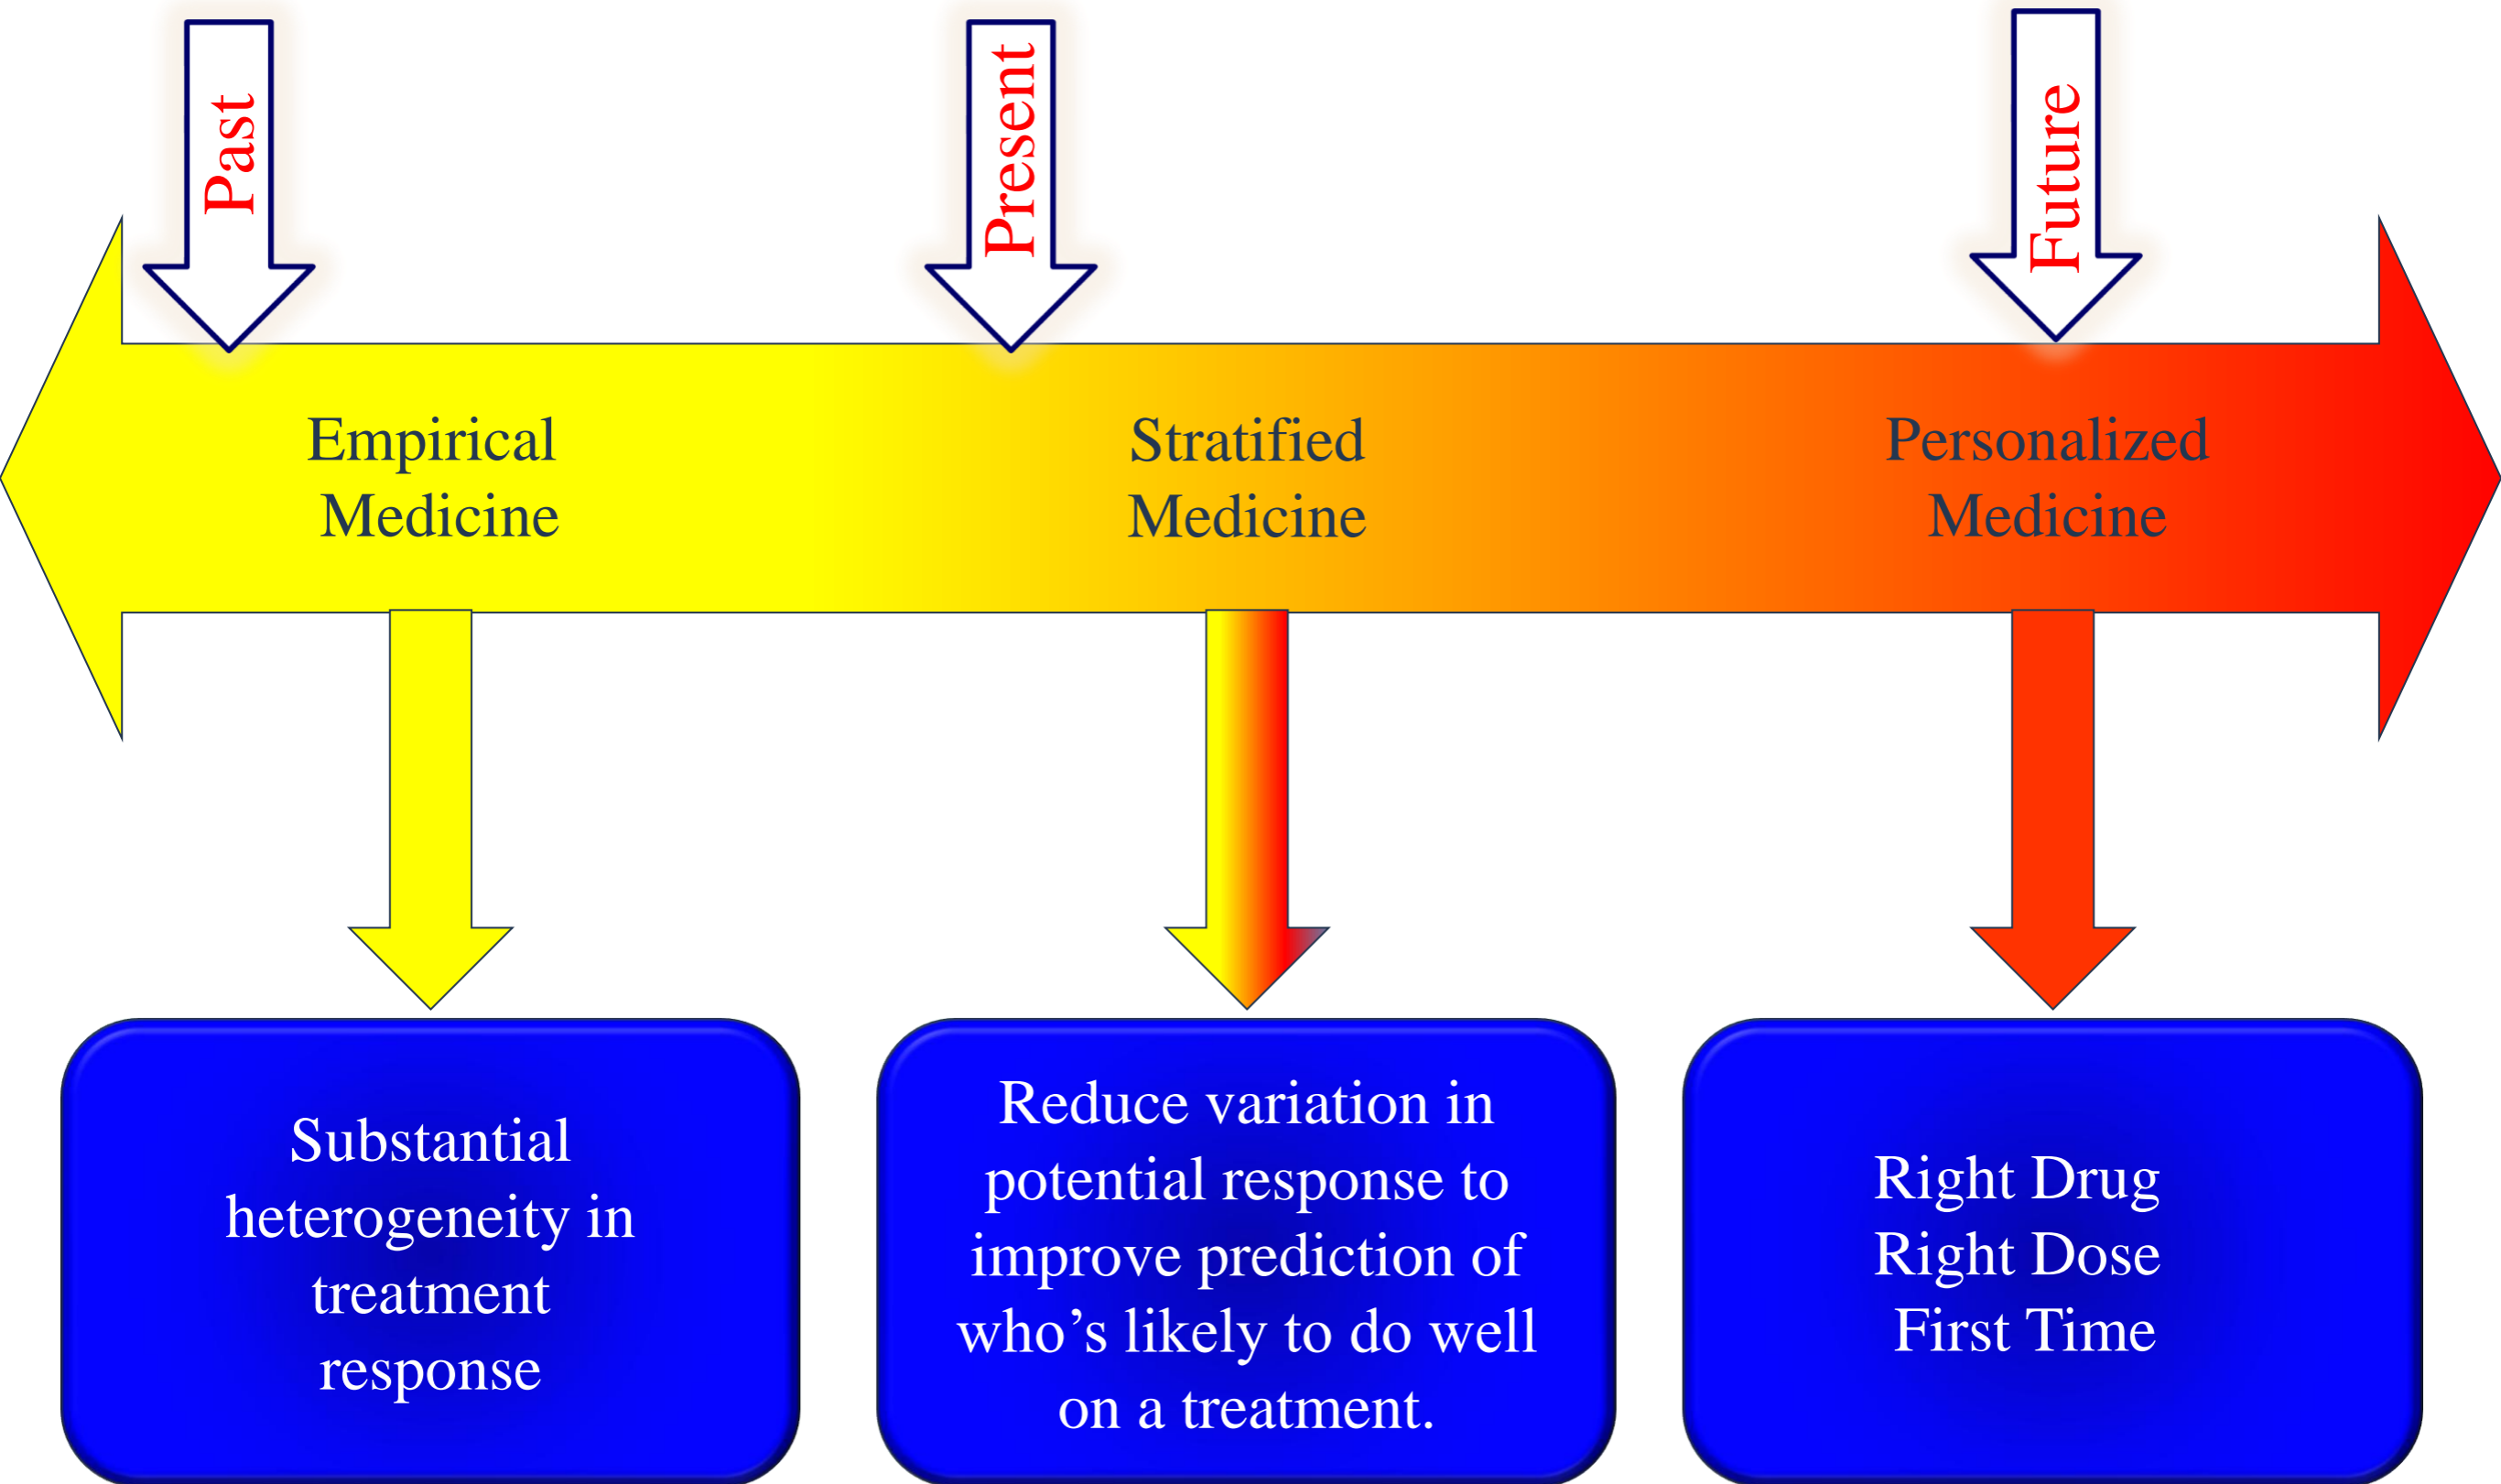 Past
Present
Future
Empirical
Medicine
Stratified
Medicine
Personalized
Medicine
Substantial
heterogeneity in
treatment
response
Reduce variation in
potential response to
improve prediction of
who’s likely to do well
on a treatment.
Right Drug
Right Dose
First Time